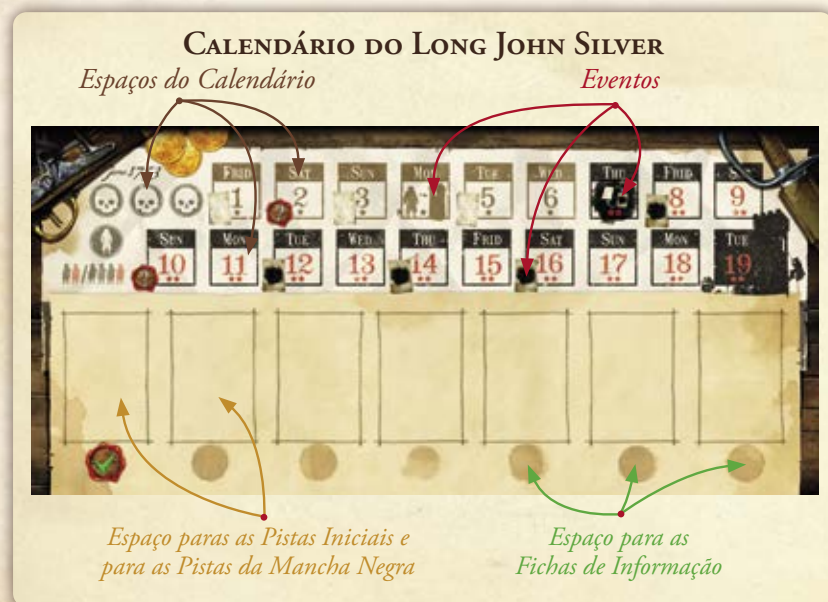 CALENDÁRIO DO LONG JOHN SILVER
Espaços do Calendário
Eventos
FRID SAT SUN MON TUE WED THU FRID
1 2 3 5 6 8 9
SUN MON TUE WED THU FRID SAT SUN MON TUE
10 11 12 13 14 15 16 17 18 19
Espaço paras as Pistas Iniciais e
para as Pistas da Mancha Negra
Espaço para as
Fichas de Informação